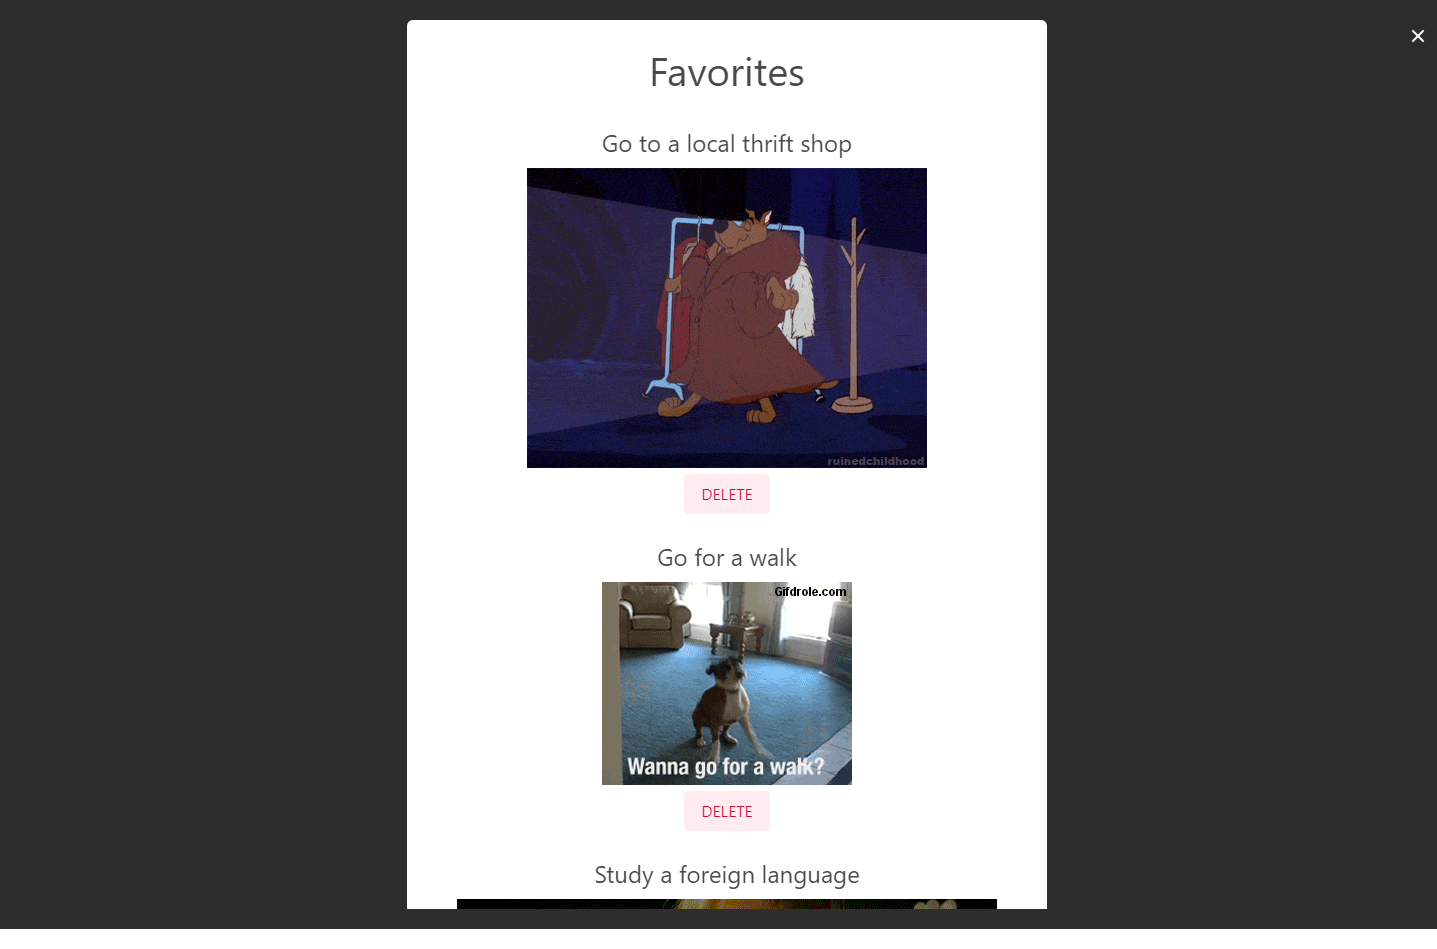 Favorites
Go to a local thrift shop
ruinedchildhood
DELETE
Go for a walk
Gifdrole.com
Wanna go for a walk?
DELETE
Study a foreign language